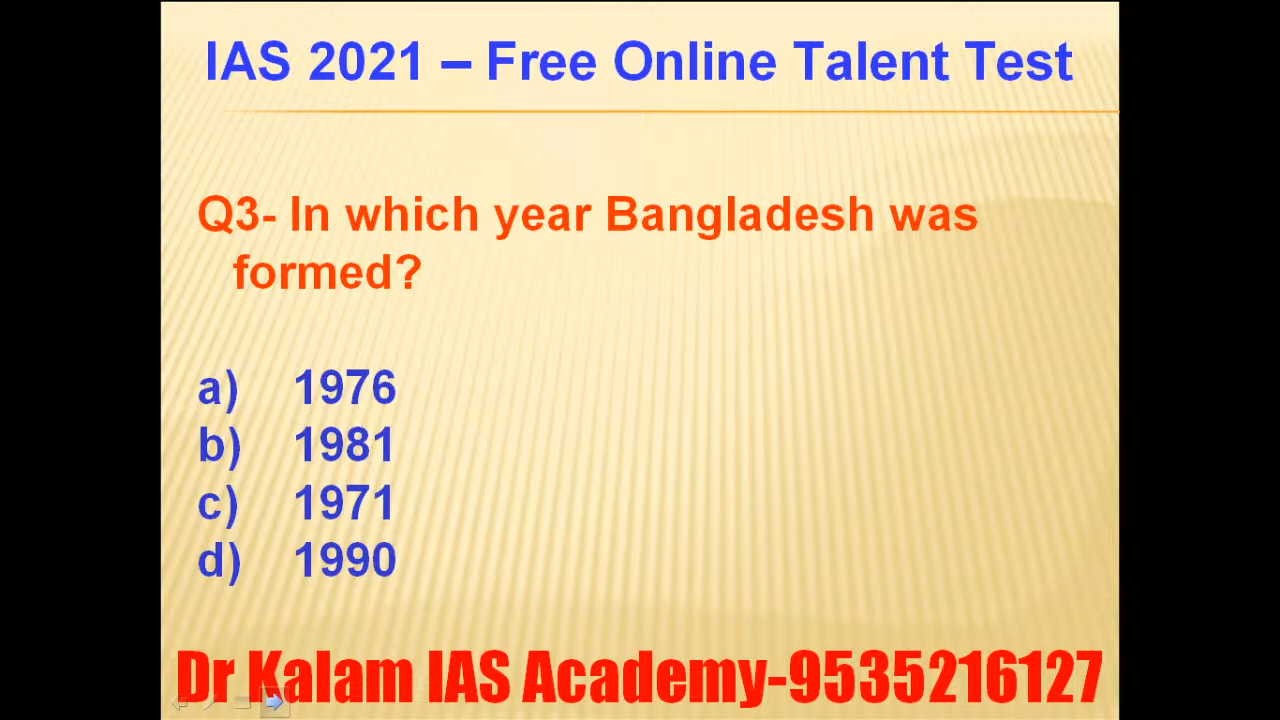 IAS 2021 – Free Online Talent Test
Q3- In which year Bangladesh was
formed?
a) 1976
b) 1981
c) 1971
d) 1990
Dr Kalam IAS Academy-9535216127